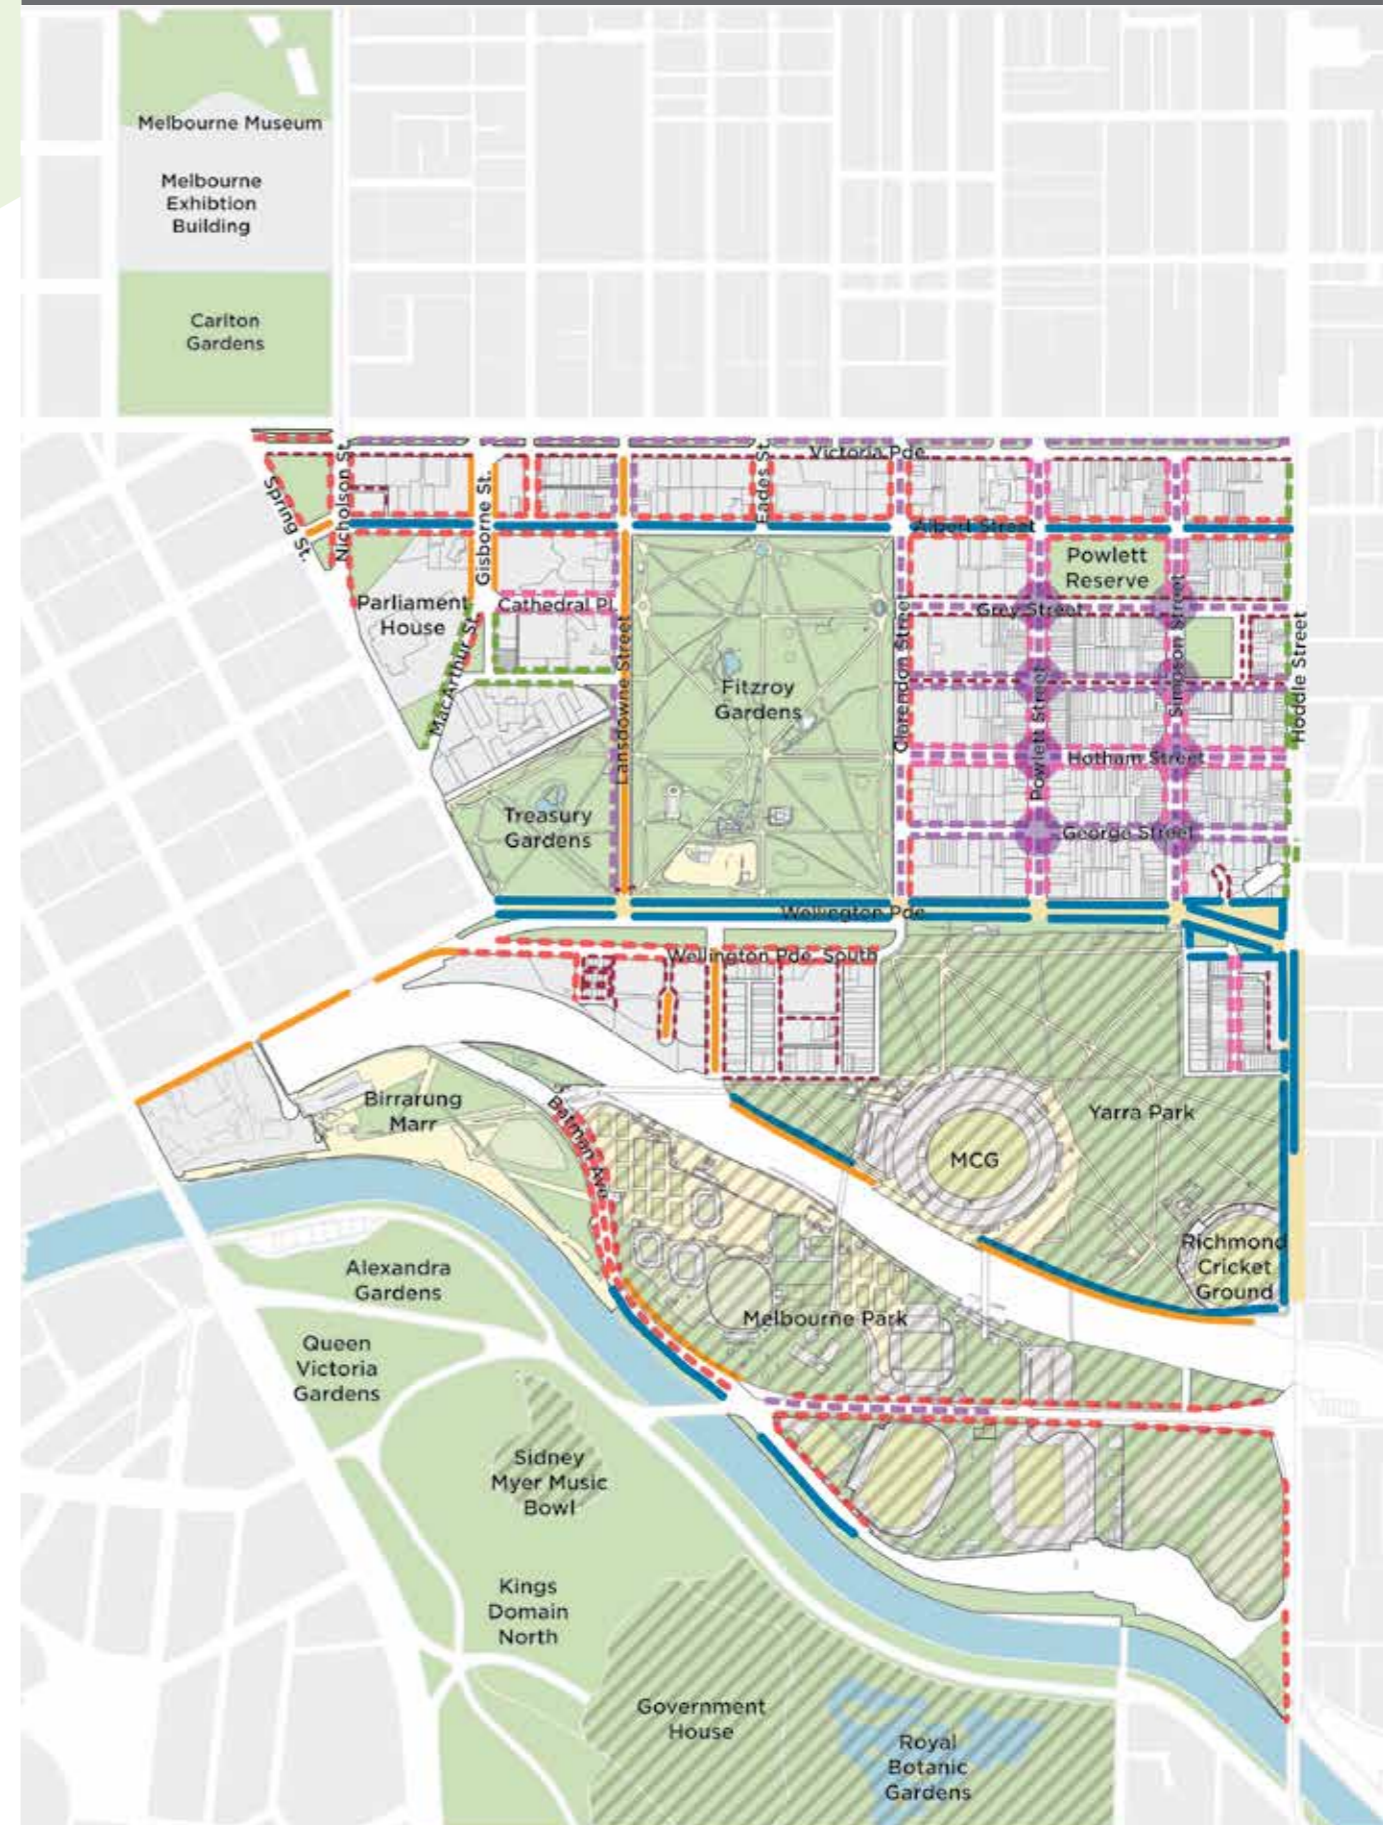 Melbourne Museum
Melbourne
Exhibtion
Building
Carlton
Gardens
Victoria Pde
Eades St.
Nicholson St.
Spring St.
Gisborne St.
Albert Street
Powlett
Reserve
Parliament
House
Cathedral Pl
Grey Street
MacArthur St.
Lansdowne Street
Clarendon Street
Simpson Street
Powlett Street
Hoddle Street
Fitzroy
Gardens
Hotham Street
Treasury
Gardens
George Street
Wellington Pde
Wellington Pde. South
Birrarung
Marr
Batman Ave
Yarra Park
MCG
Richmond
Cricket
Ground
Alexandra
Gardens
Melbourne Park
Queen
Victoria
Gardens
Sidney
Myer Music
Bowl
Kings
Domain
North
Government
House
Royal
Botanic
Gardens